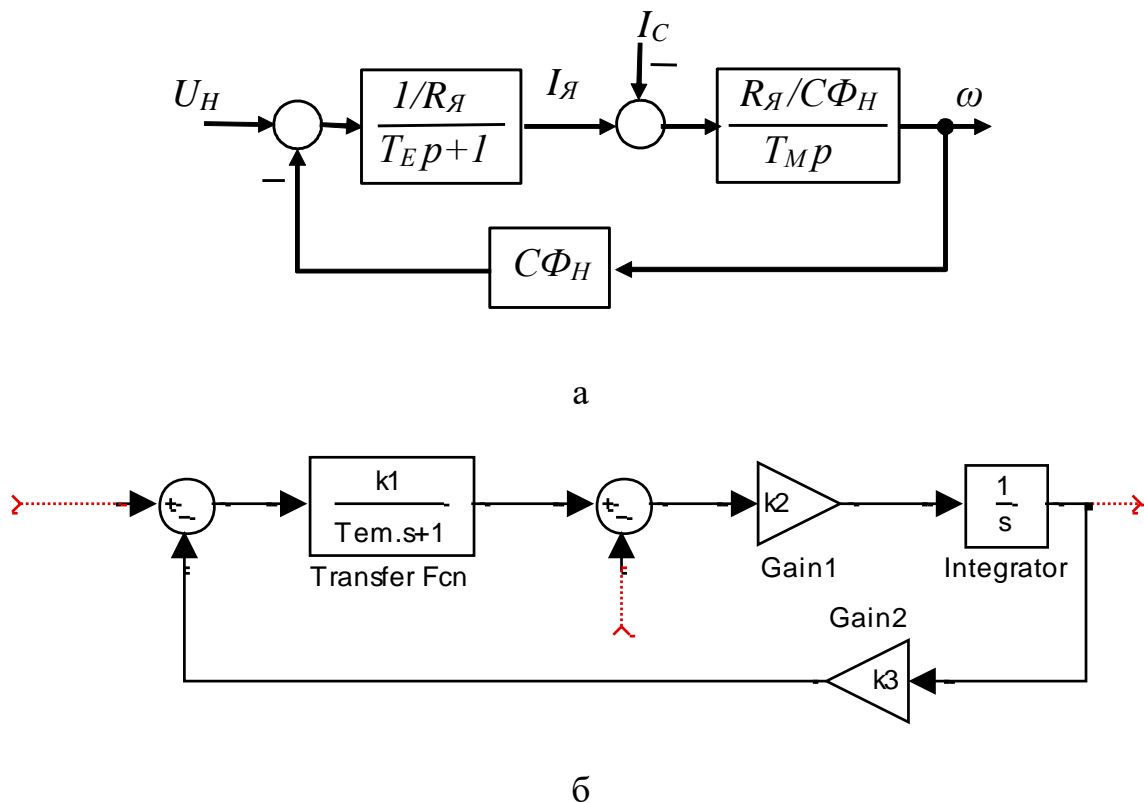 I_C
–
U_H
1/R_Я
T_E p+1
I_Я
R_Я/CΦ_H
T_M p
ω
–
CΦ_H
а
k1
Tem.s+1
Transfer Fcn
k2
Gain1
1
s
Integrator
Gain2
k3
б